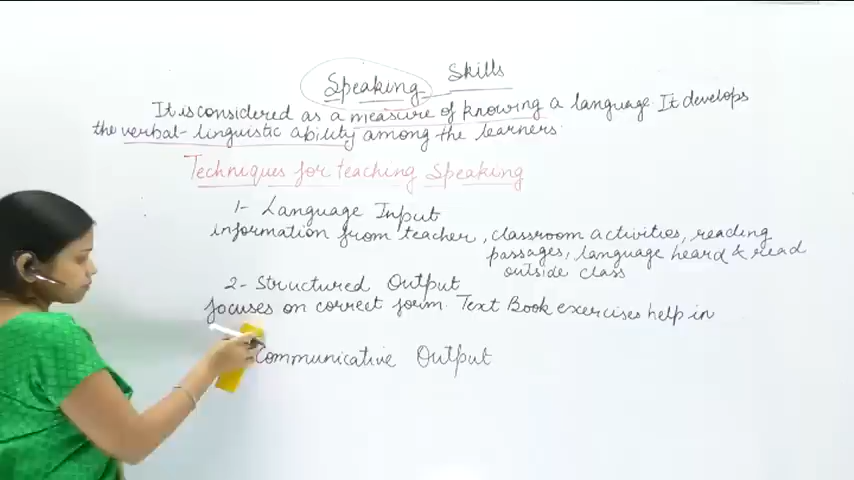 Speaking Skills
It is considered as a measure of knowing a language. It develops
the verbal-linguistic ability among the learners.
Techniques for teaching Speaking
1- Language Input
information from teacher, classroom activities, reading
passages, language heard & read
outside class
2- Structured Output
focuses on correct form. Text Book exercises help in
Communicative Output